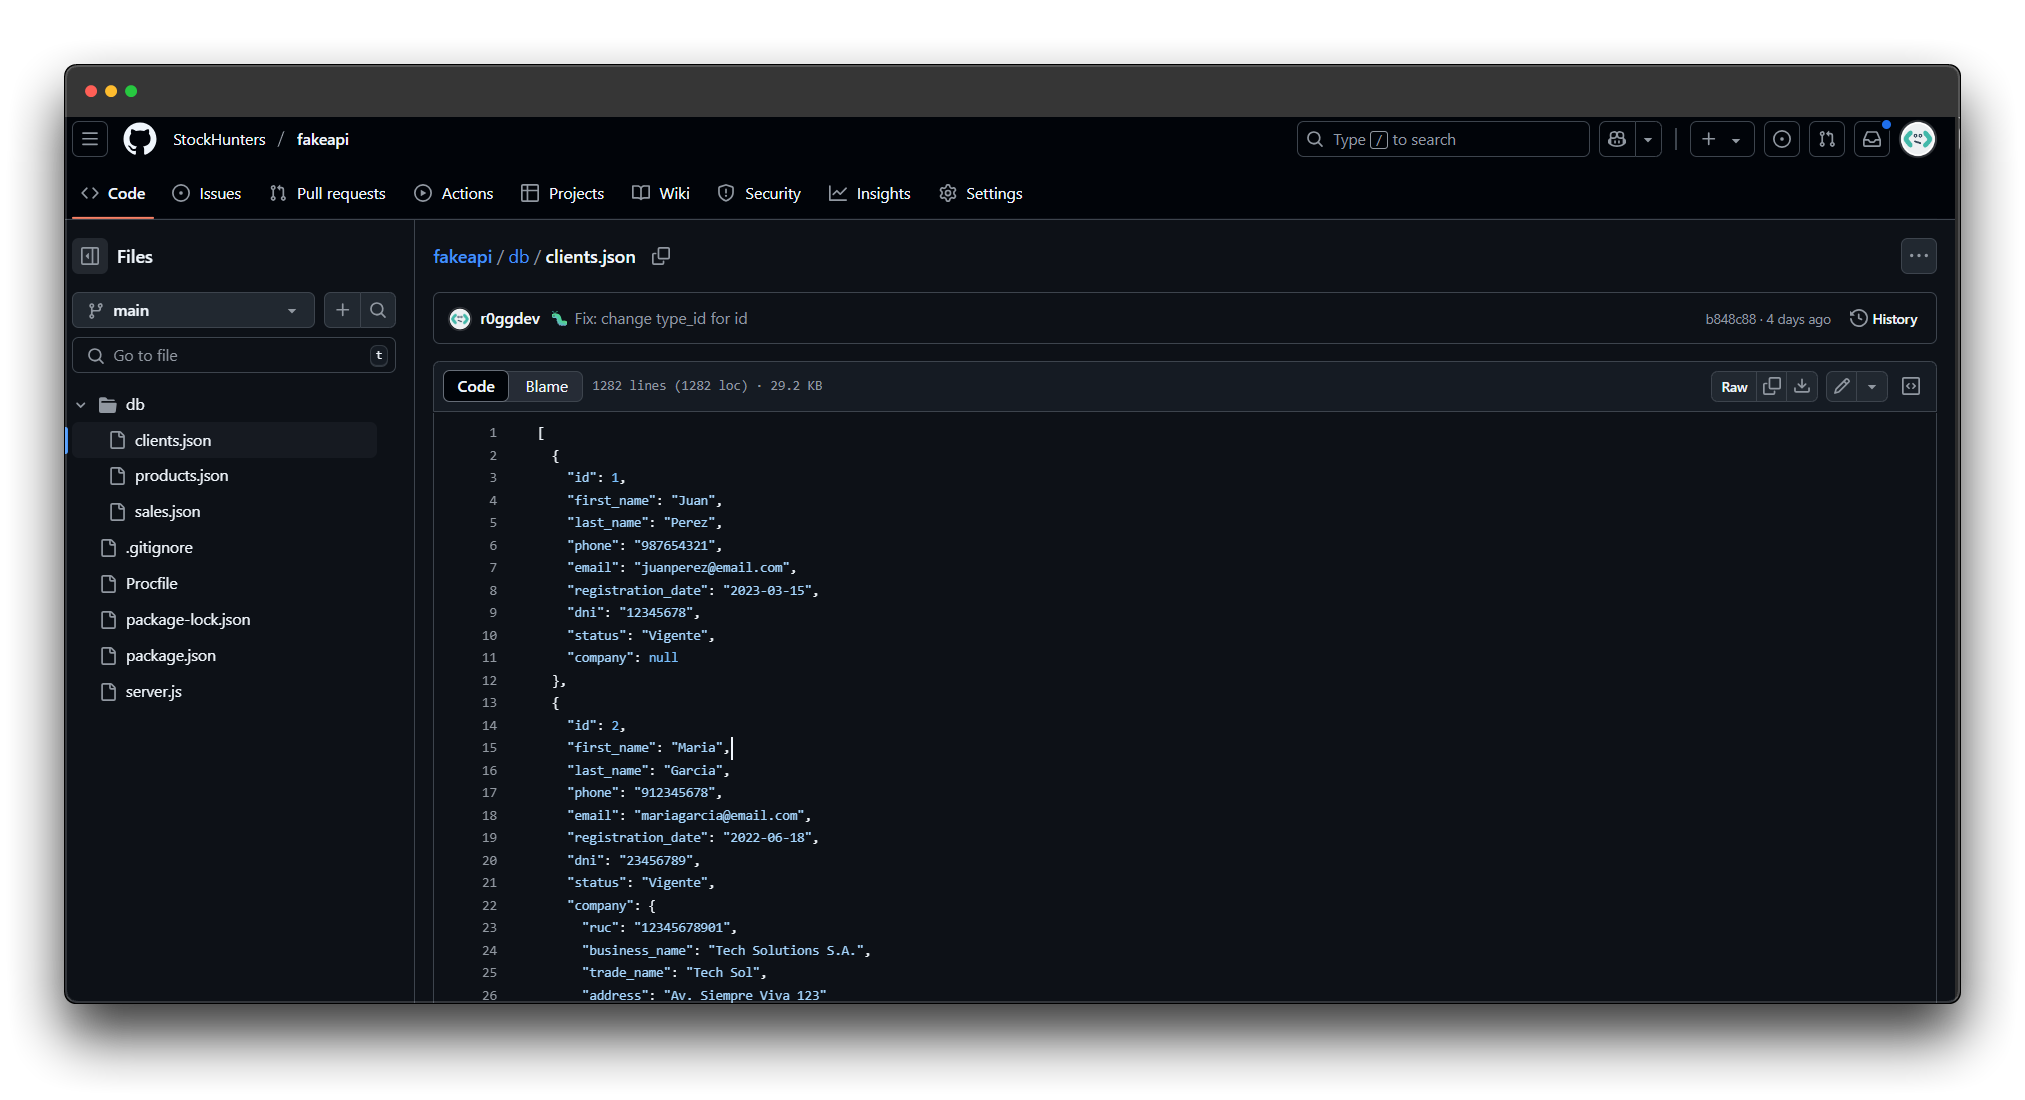 StockHunters / fakeapi
Type / to search
Code
Issues
Pull requests
Actions
Projects
Wiki
Security
Insights
Settings
Files
main
Go to file
t
db
clients.json
products.json
sales.json
.gitignore
Procfile
package-lock.json
package.json
server.js
fakeapi / db / clients.json
r0ggdev Fix: change type_id for id
b848c88 · 4 days ago
History
Code
Blame
1282 lines (1282 loc) · 29.2 KB
Raw
1 [
2 {
3 "id": 1,
4 "first_name": "Juan",
5 "last_name": "Perez",
6 "phone": "987654321",
7 "email": "juanperez@email.com",
8 "registration_date": "2023-03-15",
9 "dni": "12345678",
10 "status": "Vigente",
11 "company": null
12 },
13 {
14 "id": 2,
15 "first_name": "Maria",
16 "last_name": "Garcia",
17 "phone": "912345678",
18 "email": "mariagarcia@email.com",
19 "registration_date": "2022-06-18",
20 "dni": "23456789",
21 "status": "Vigente",
22 "company": {
23 "ruc": "12345678901",
24 "business_name": "Tech Solutions S.A.",
25 "trade_name": "Tech Sol",
26 "address": "Av. Siempre Viva 123"